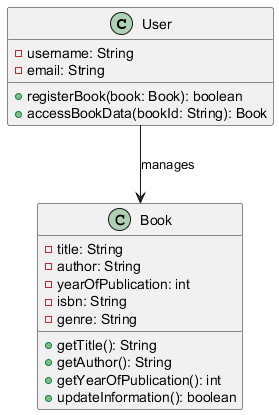 C User
username: String
email: String
registerBook(book: Book): boolean
accessBookData(bookId: String): Book
manages
C Book
title: String
author: String
yearOfPublication: int
isbn: String
genre: String
getTitle(): String
getAuthor(): String
getYearOfPublication(): int
updateInformation(): boolean